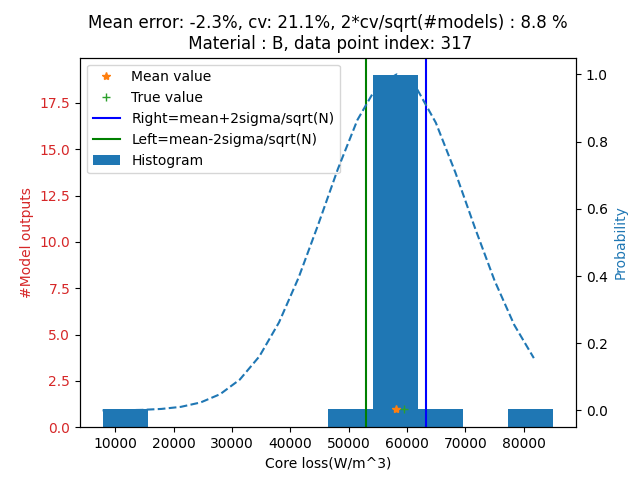 Mean error: -2.3%, cv: 21.1%, 2*cv/sqrt(#models) : 8.8 %
Material : B, data point index: 317
Mean value
True value
Right=mean+2sigma/sqrt(N)
Left=mean-2sigma/sqrt(N)
Histogram
#Model outputs
17.5
15.0
12.5
10.0
7.5
5.0
2.5
0.0
1.0
0.8
0.6
0.4
0.2
0.0
Probability
10000 20000 30000 40000 50000 60000 70000 80000
Core loss(W/m^3)